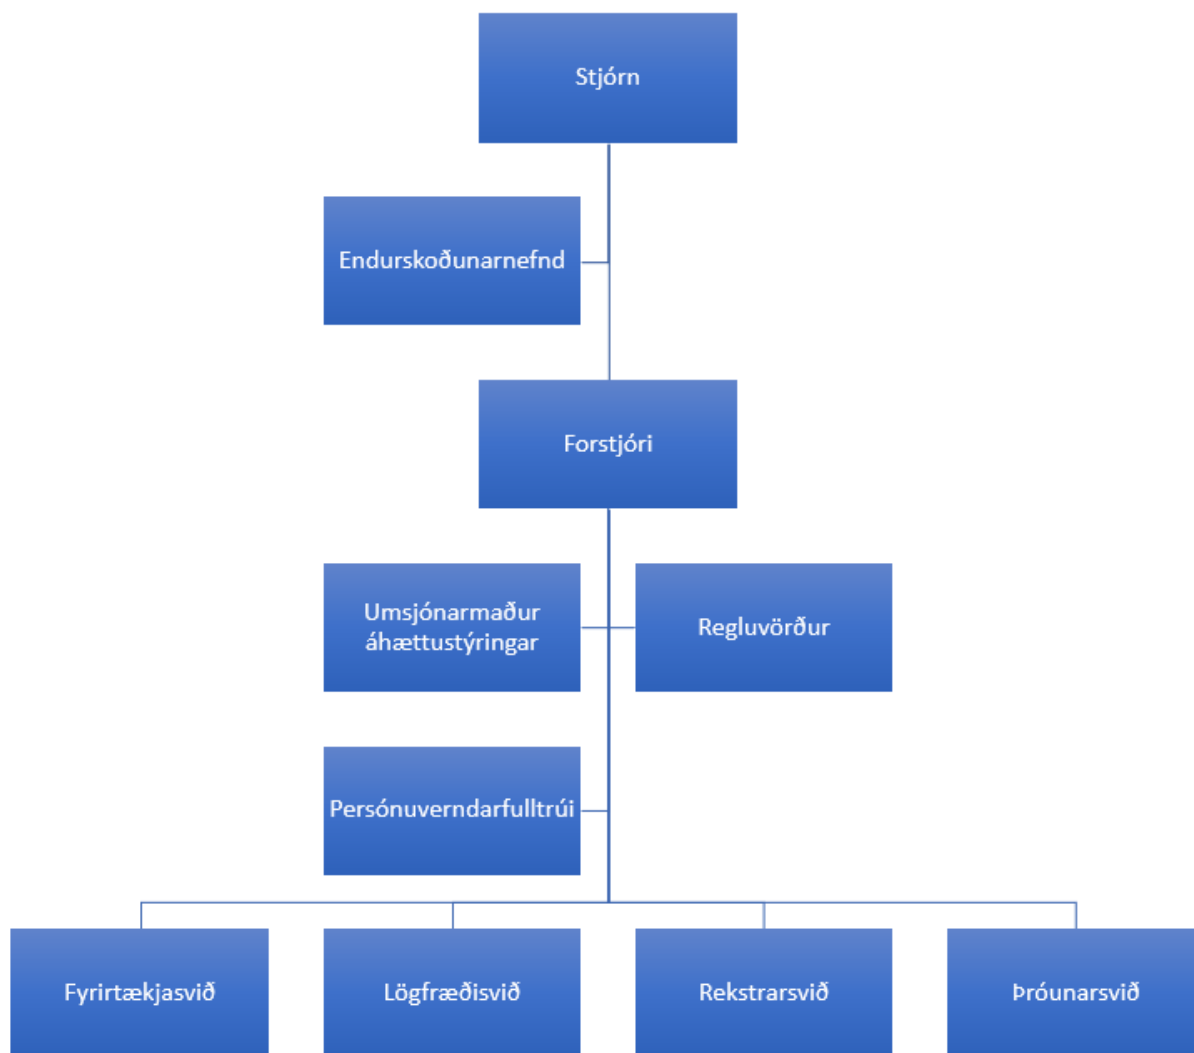 Stjórn
Endurskoðunarnefnd
Forstjóri
Umsjónarmaður
áhættustýringar
Regluvörður
Persónuverndarfulltrúi
Fyrirtækjasvið
Lögfræðisvið
Rekstrarsvið
Þróunarsvið